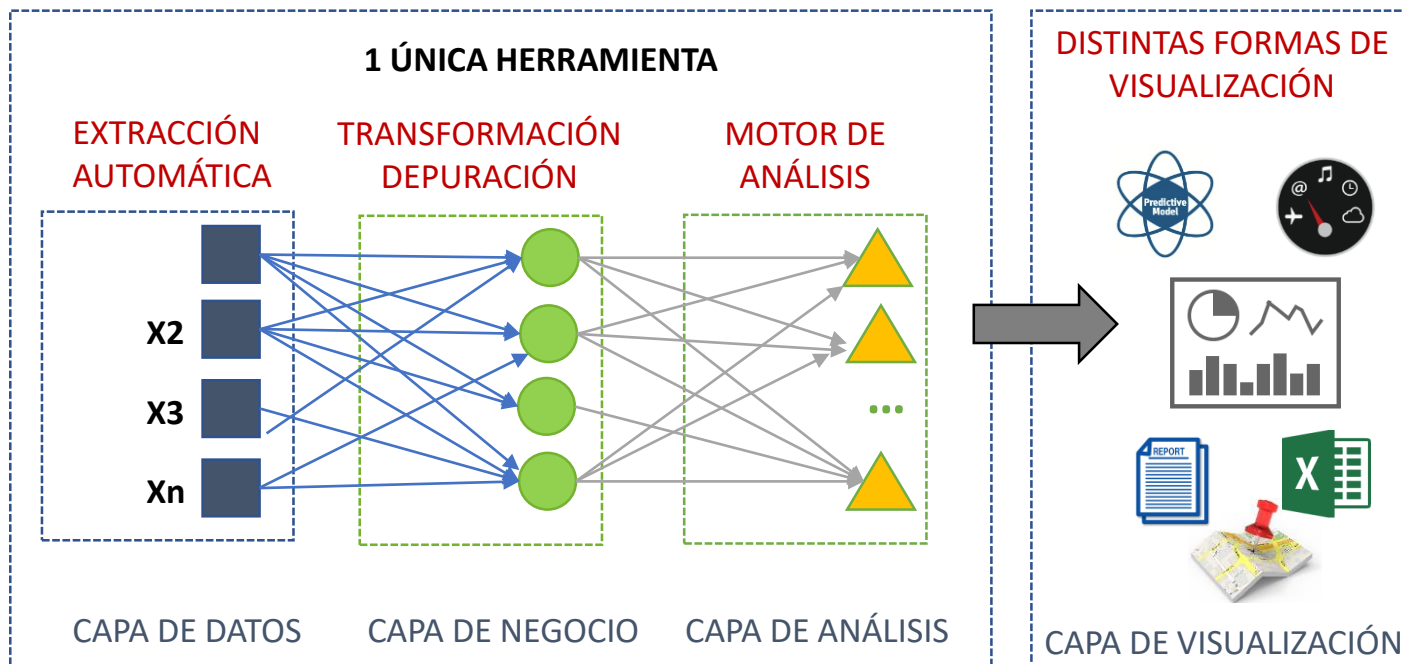 1 ÚNICA HERRAMIENTA
EXTRACCIÓN
AUTOMÁTICA
TRANSFORMACIÓN
DEPURACIÓN
MOTOR DE
ANÁLISIS
X2
X3
Xn
...
CAPA DE DATOS
CAPA DE NEGOCIO
CAPA DE ANÁLISIS
DISTINTAS FORMAS DE
VISUALIZACIÓN
Predictive
Model
@
REPORT
X
CAPA DE VISUALIZACIÓN